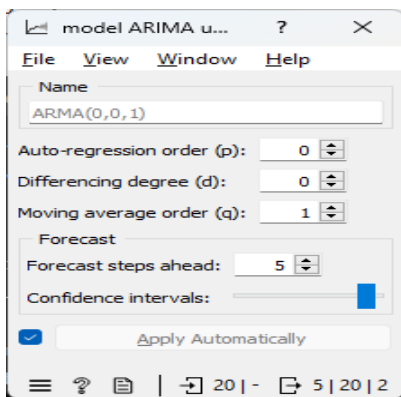 model ARIMA u... ? ×
File View Window Help
Name
ARMA(0,0,1)
Auto-regression order (p): 0
Differencing degree (d): 0
Moving average order (q): 1
Forecast
Forecast steps ahead: 5
Confidence intervals:
Apply Automatically
? | 20 | - 5 | 20 | 2